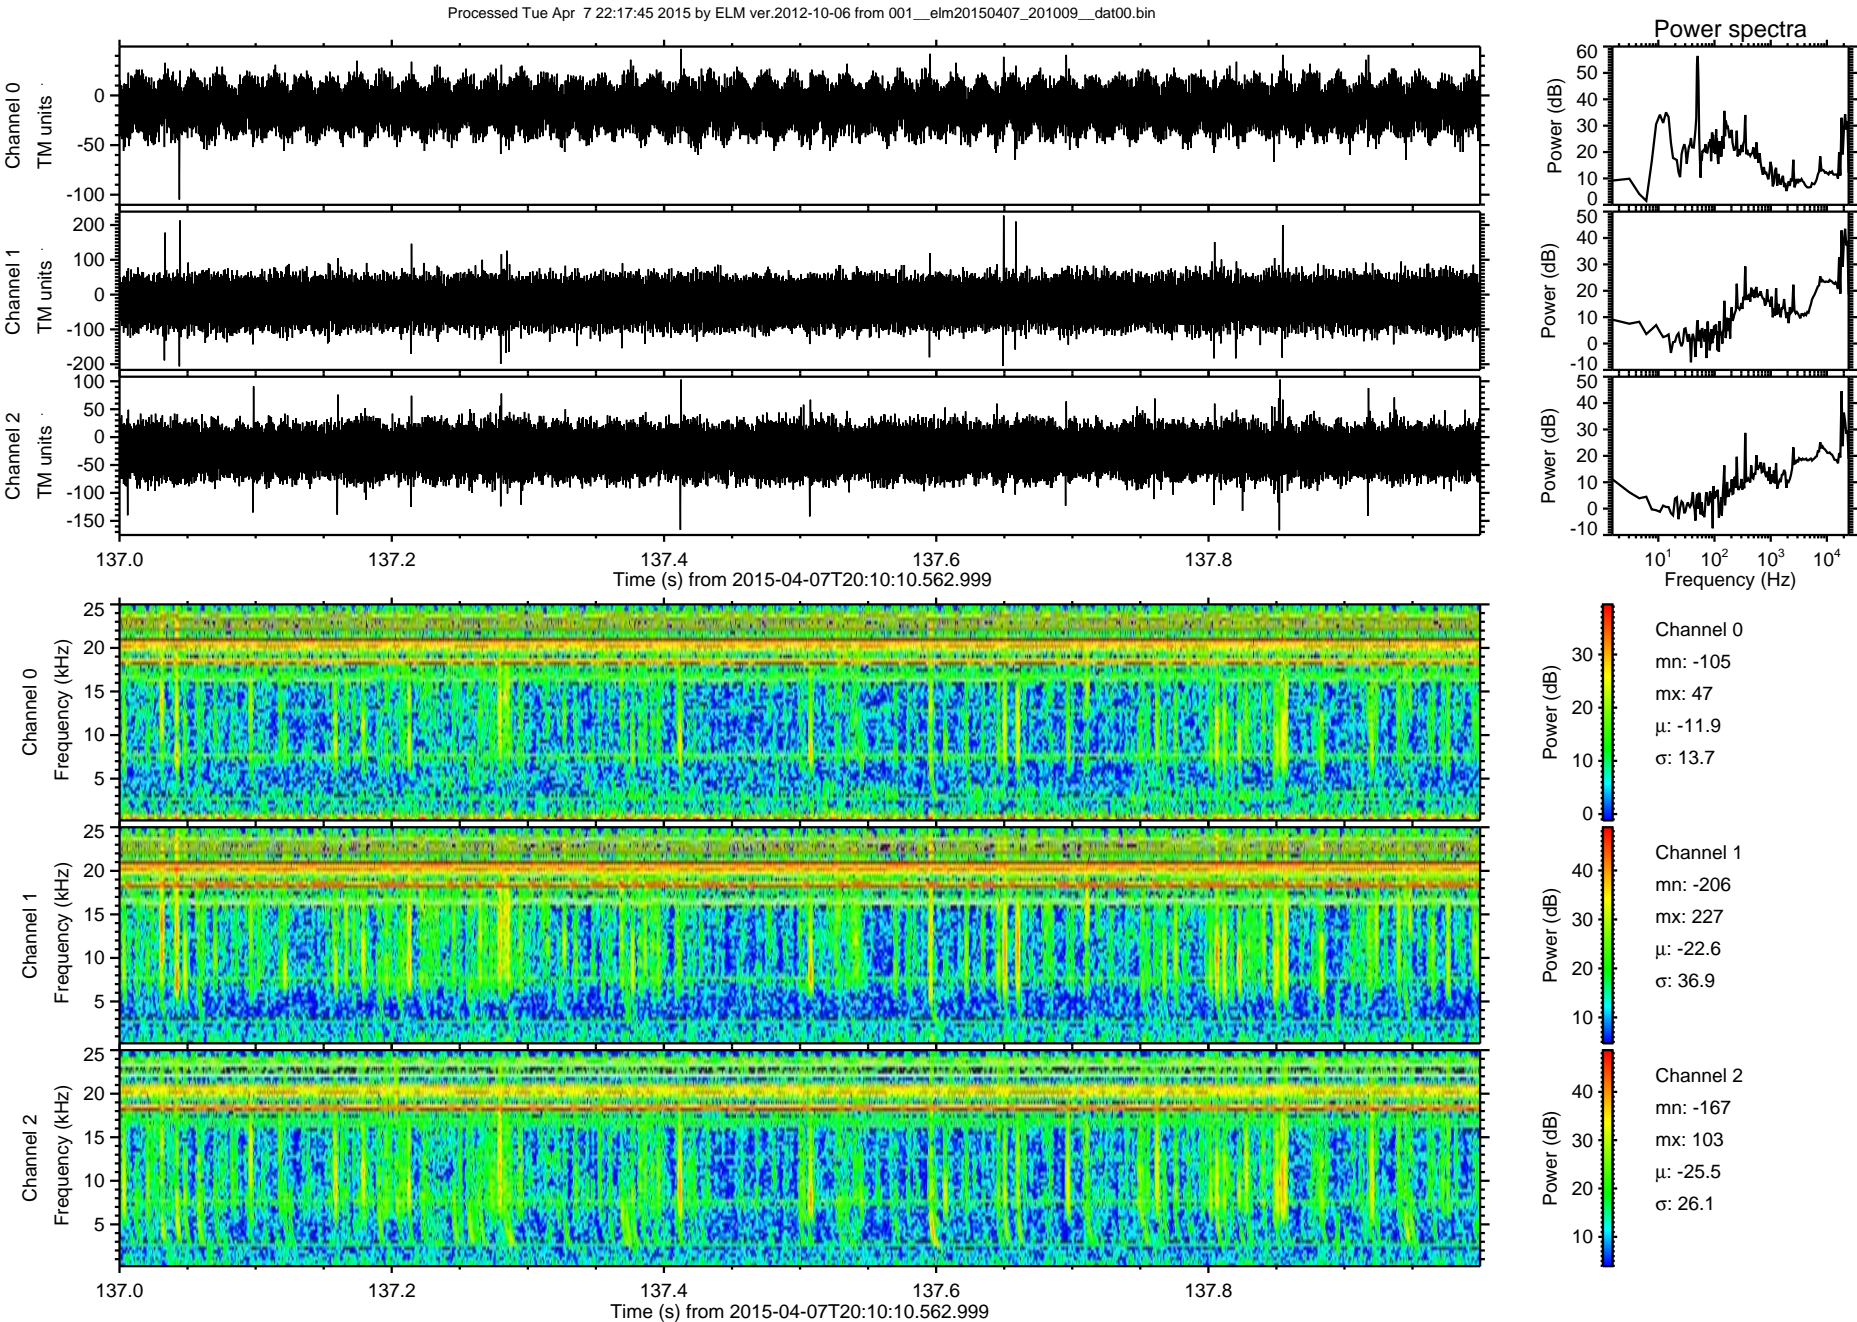 Processed Tue Apr  7 22:17:45 2015 by ELM ver.2012-10-06 from 001__elm20150407_201009__dat00.bin
Power spectra
Channel 0
TM units
0
-50
-100
Power (dB)
60
50
40
30
20
10
0
Channel 1
TM units
200
100
0
-100
-200
Power (dB)
50
40
30
20
10
0
-10
Channel 2
TM units
100
50
0
-50
-100
-150
Power (dB)
50
40
30
20
10
0
-10
137.0 137.2 137.4 137.6 137.8
Time (s) from 2015-04-07T20:10:10.562.999
10¹ 10² 10³ 10⁴
Frequency (Hz)
Channel 0
Frequency (kHz)
25
20
15
10
5
Power (dB)
30
20
10
0
Channel 0
mn: -105
mx: 47
µ: -11.9
σ: 13.7
Channel 1
Frequency (kHz)
25
20
15
10
5
Power (dB)
40
30
20
10
Channel 1
mn: -206
mx: 227
µ: -22.6
σ: 36.9
Channel 2
Frequency (kHz)
25
20
15
10
5
Power (dB)
40
30
20
10
Channel 2
mn: -167
mx: 103
µ: -25.5
σ: 26.1
137.0 137.2 137.4 137.6 137.8
Time (s) from 2015-04-07T20:10:10.562.999